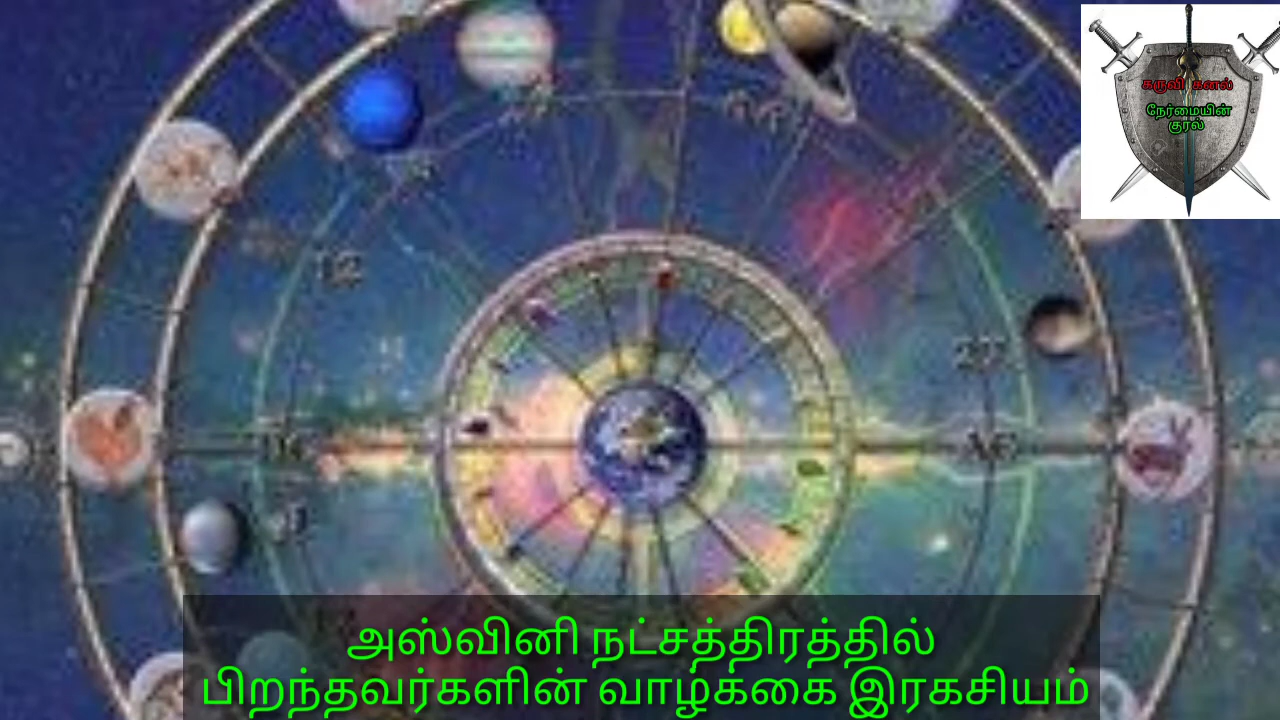 கருவி கனல்
நேர்மையின்
குரல்
அஸ்வினி நட்சத்திரத்தில்
பிறந்தவர்களின் வாழ்க்கை இரகசியம்